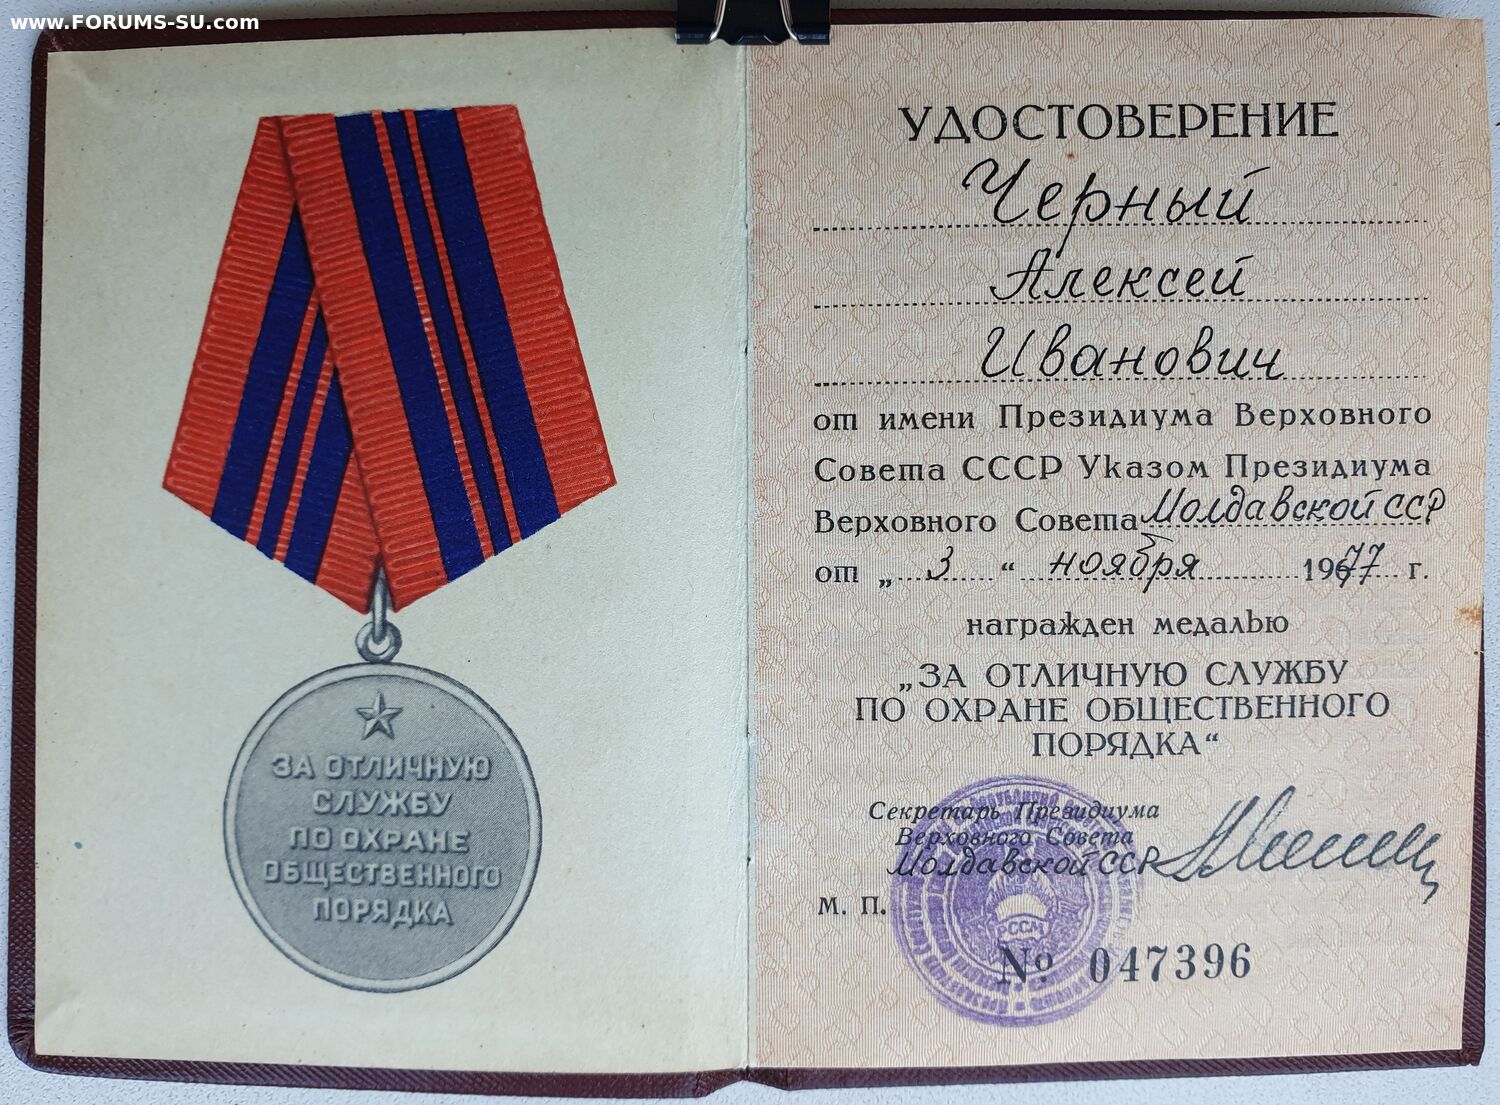 www.FORUMS-SU.com
ЗА ОТЛИЧНУЮ
СЛУЖБУ
ПО ОХРАНЕ
ОБЩЕСТВЕННОГО
ПОРЯДКА
УДОСТОВЕРЕНИЕ
Черный
Алексей
Иванович
от имени Президиума Верховного
Совета СССР Указом Президиума
Верховного Совета Молдавской ССР
от „ 3 “ ноября 1977 г.
награжден медалью
„ЗА ОТЛИЧНУЮ СЛУЖБУ
ПО ОХРАНЕ ОБЩЕСТВЕННОГО
ПОРЯДКА“
Секретарь Президиума
Верховного Совета
Молдавской ССР
М. П.
№ 047396